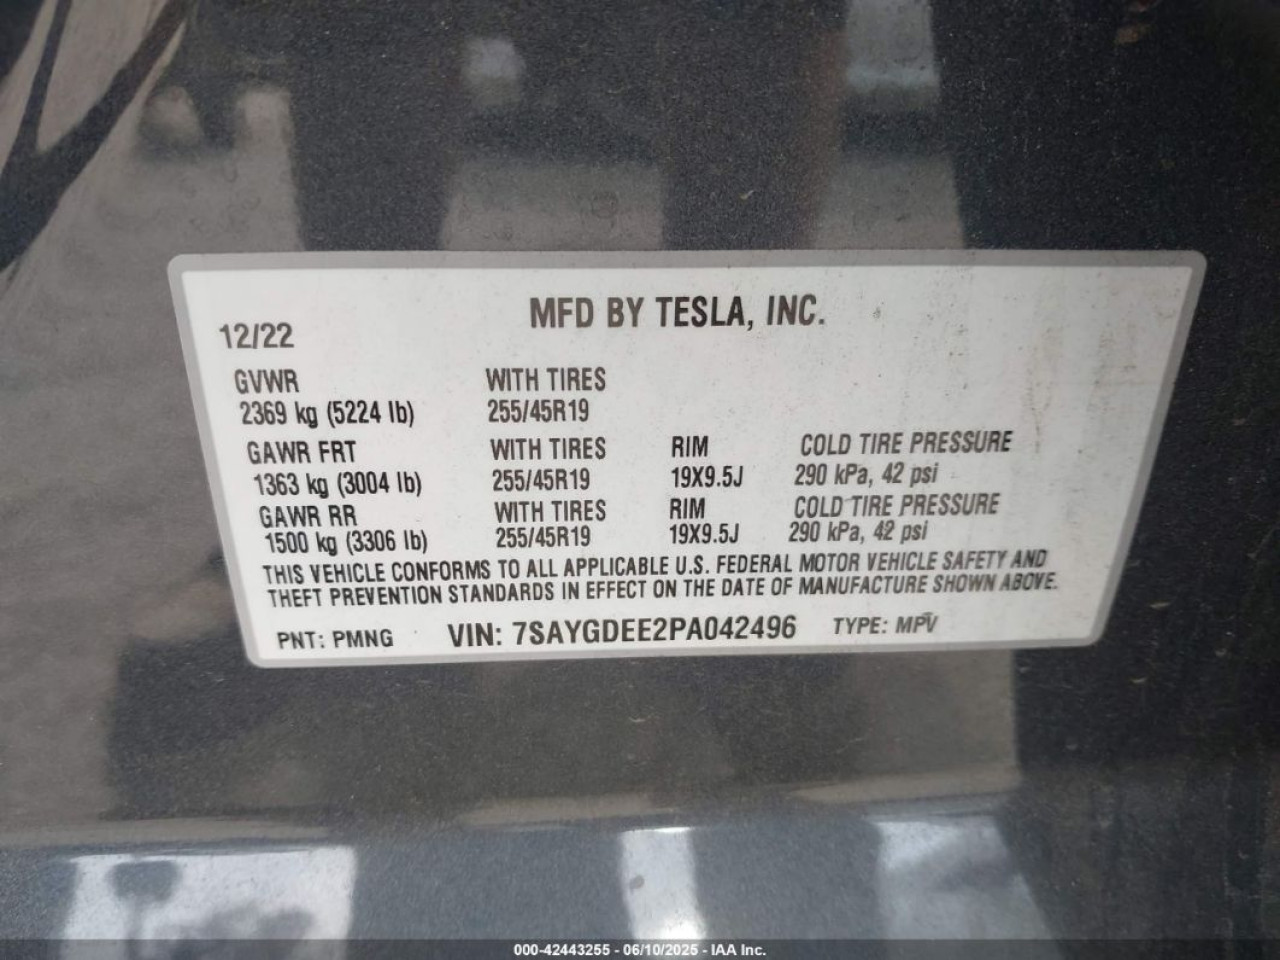 MFD BY TESLA, INC.
12/22
GVWR WITH TIRES
2369 kg (5224 lb) 255/45R19
GAWR FRT WITH TIRES RIM COLD TIRE PRESSURE
1363 kg (3004 lb) 255/45R19 19X9.5J 290 kPa, 42 psi
GAWR RR WITH TIRES RIM COLD TIRE PRESSURE
1500 kg (3306 lb) 255/45R19 19X9.5J 290 kPa, 42 psi
THIS VEHICLE CONFORMS TO ALL APPLICABLE U.S. FEDERAL MOTOR VEHICLE SAFETY AND
THEFT PREVENTION STANDARDS IN EFFECT ON THE DATE OF MANUFACTURE SHOWN ABOVE.
PNT: PMNG VIN: 7SAYGDEE2PA042496 TYPE: MPV
000-42443255 - 06/10/2025 - IAA Inc.